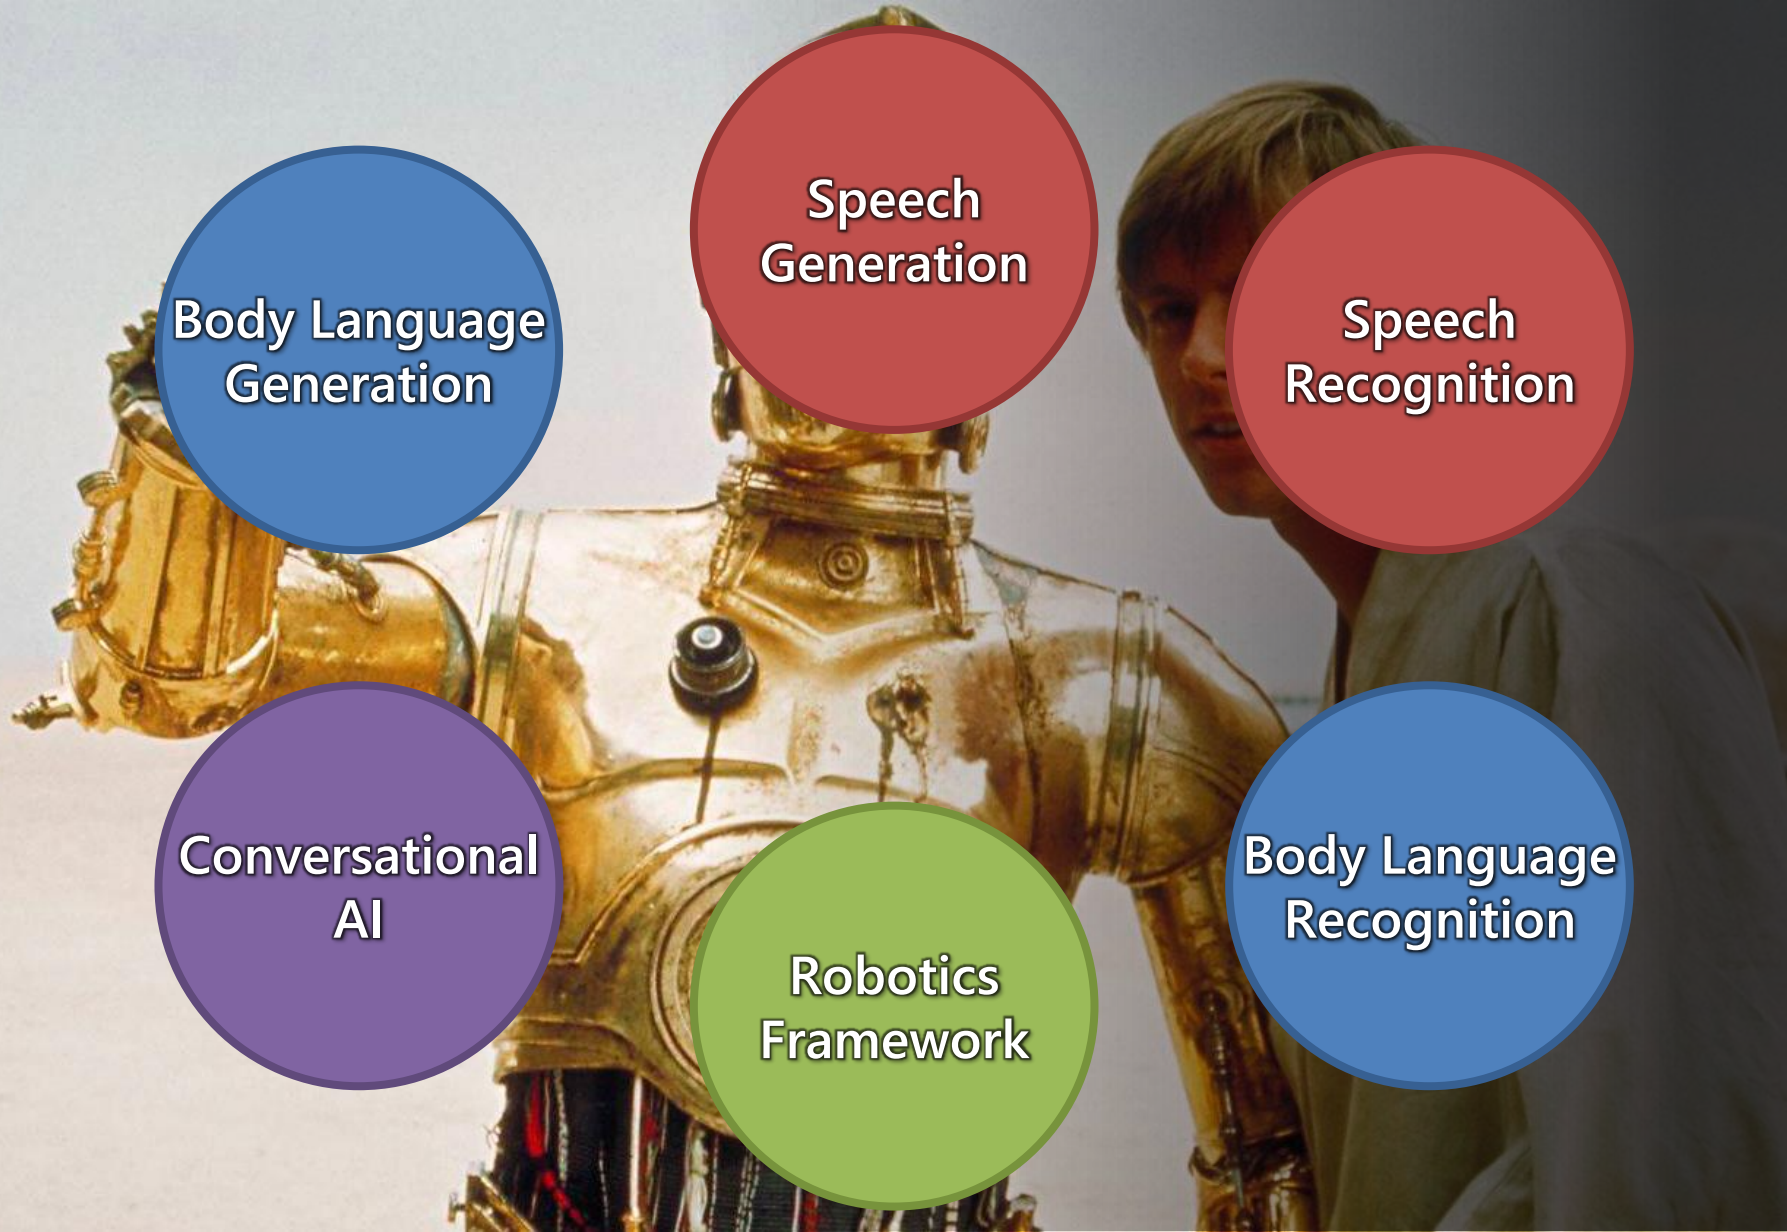 Speech
Generation
Body Language
Generation
Speech
Recognition
Conversational
AI
Body Language
Recognition
Robotics
Framework